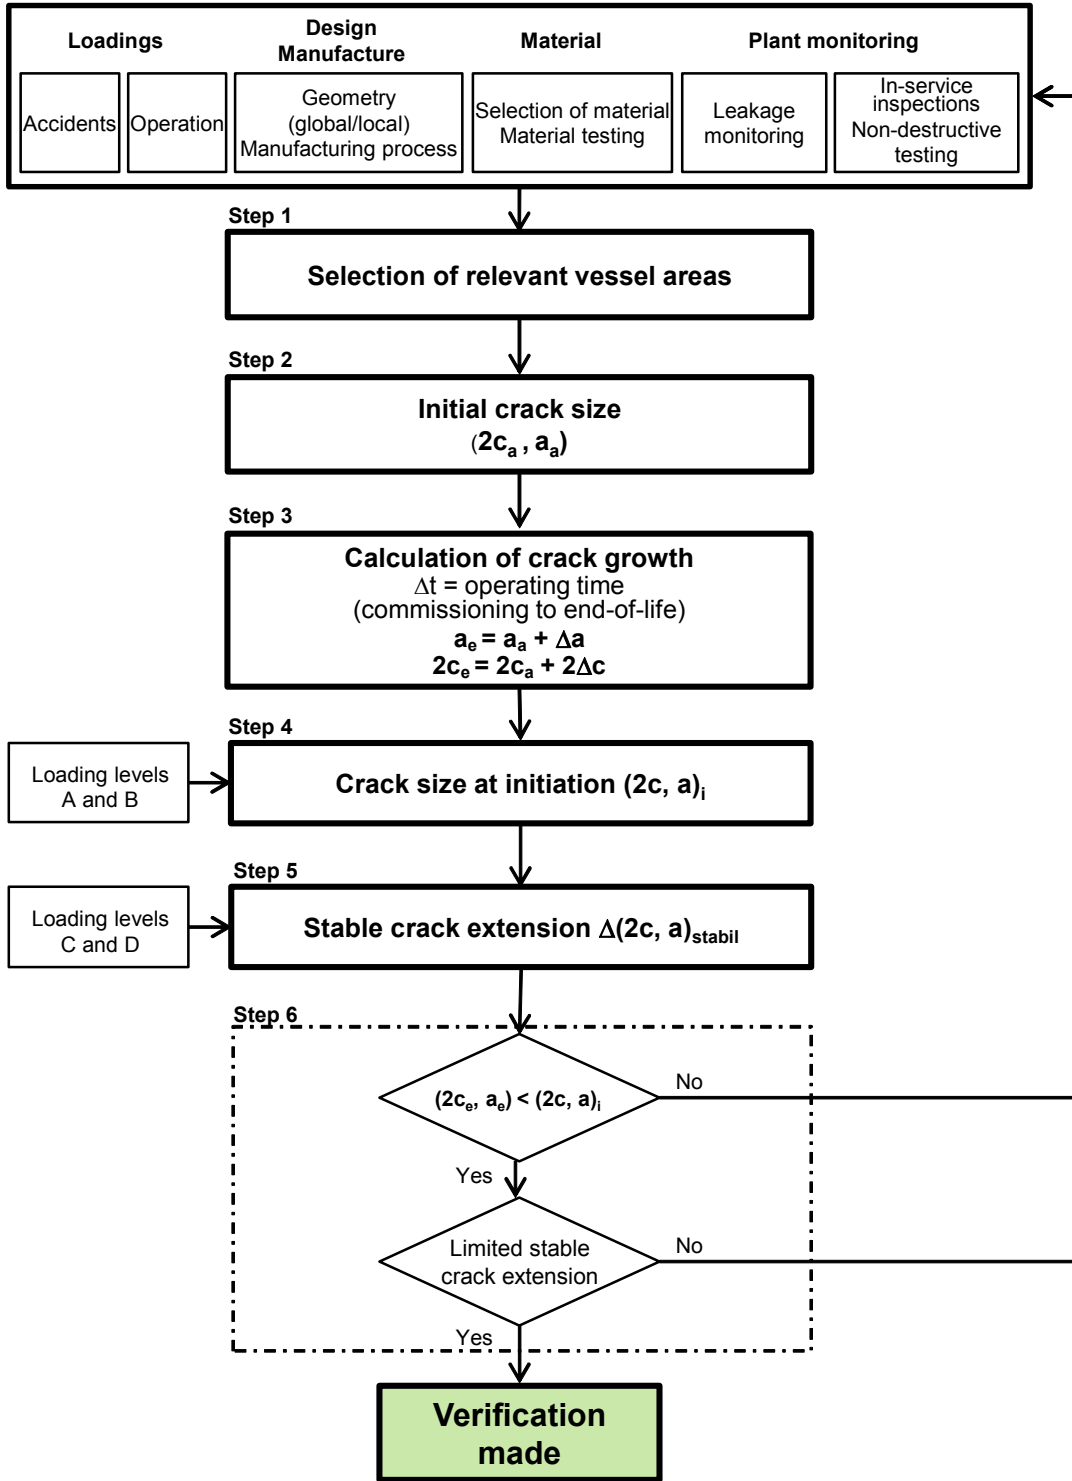 Loadings
Design
Manufacture
Material
Plant monitoring
Accidents
Operation
Geometry
(global/local)
Manufacturing process
Selection of material
Material testing
Leakage
monitoring
In-service
inspections
Non-destructive
testing
Step 1
Selection of relevant vessel areas
Step 2
Initial crack size
(2cₐ , aₐ)
Step 3
Calculation of crack growth
Δt = operating time
(commissioning to end-of-life)
aₑ = aₐ + Δa
2cₑ = 2cₐ + 2Δc
Step 4
Loading levels
A and B
Crack size at initiation (2c, a)ᵢ
Step 5
Loading levels
C and D
Stable crack extension Δ(2c, a)stabil
Step 6
(2cₑ, aₑ) < (2c, a)ᵢ
No
Yes
Limited stable
crack extension
No
Yes
Verification
made